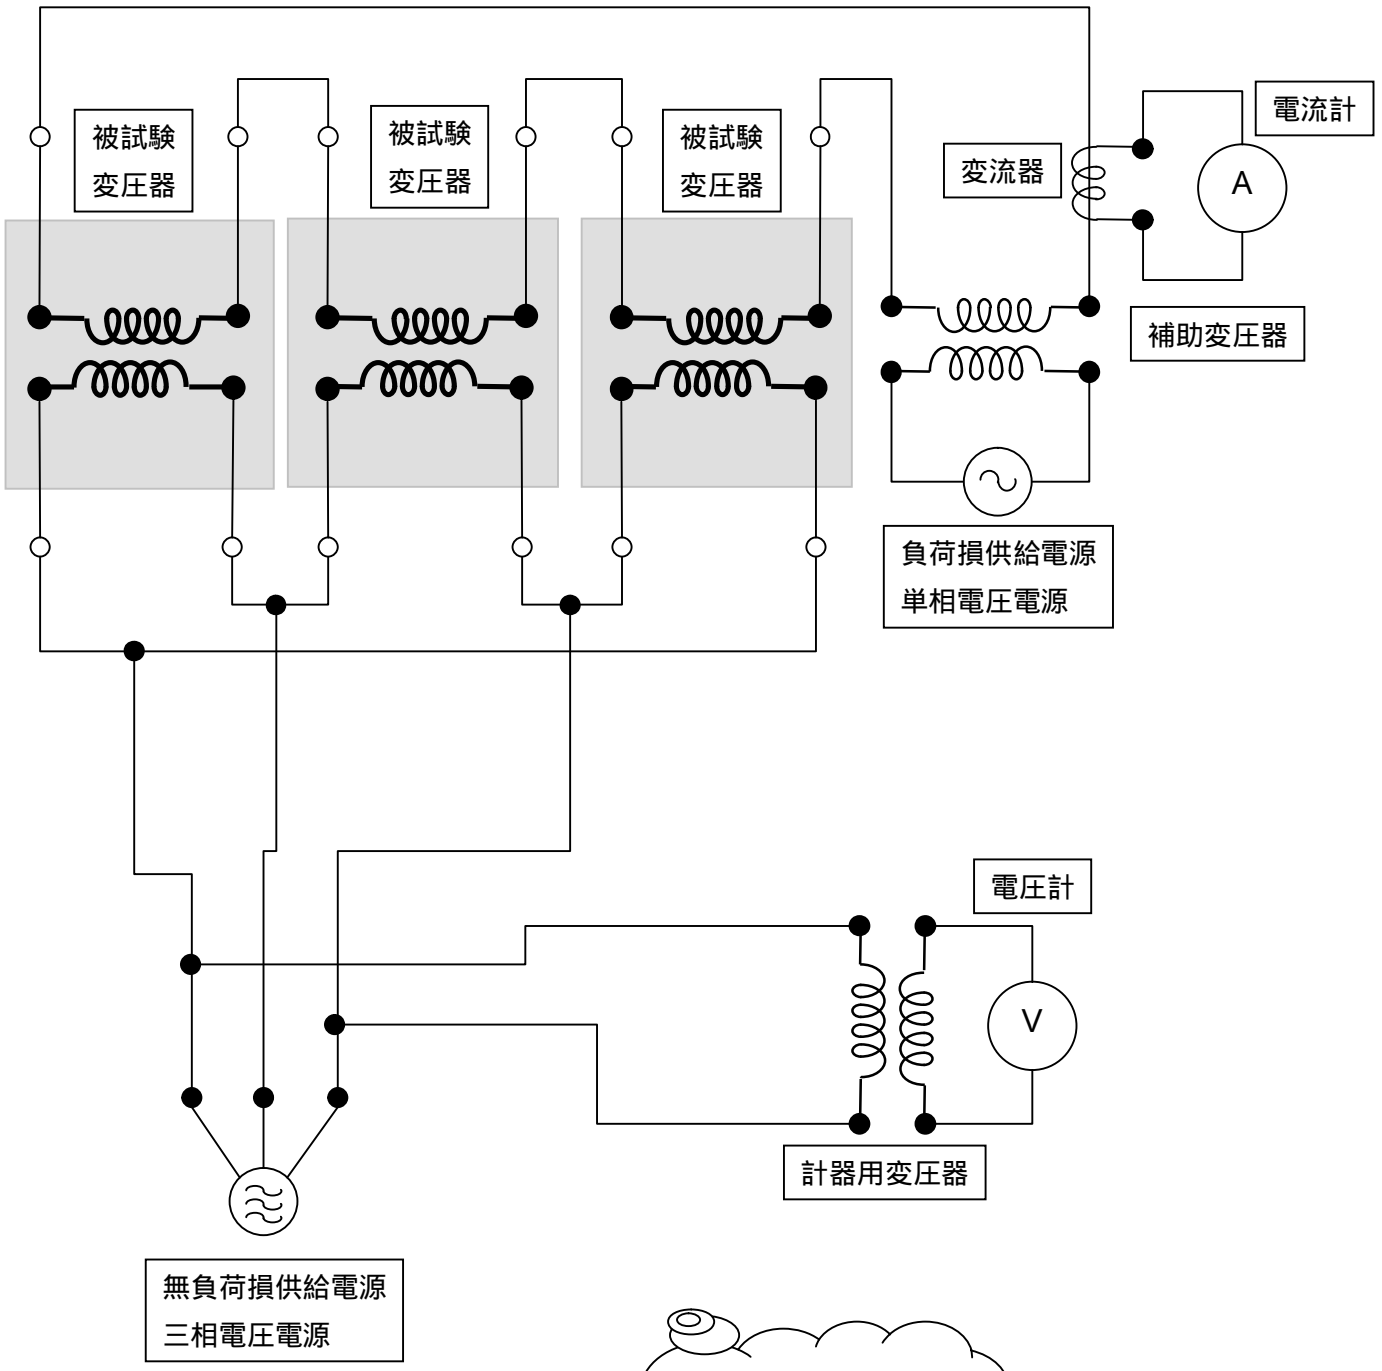 被試験
変圧器
被試験
変圧器
被試験
変圧器
電流計
変流器
A
補助変圧器
負荷損供給電源
単相電圧電源
電圧計
V
計器用変圧器
無負荷損供給電源
三相電圧電源